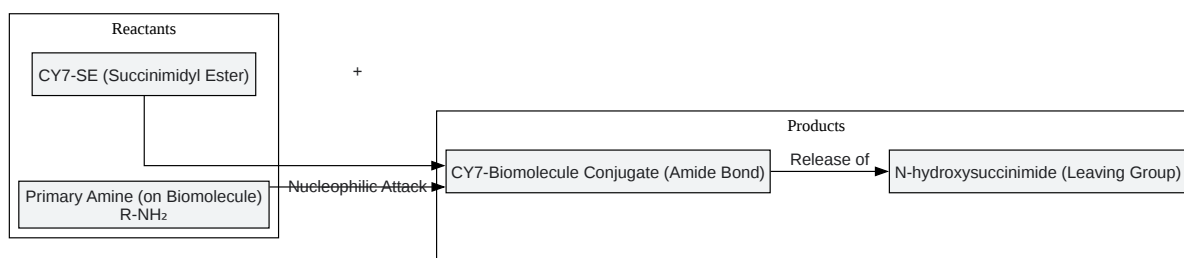 Reactants
CY7-SE (Succinimidyl Ester)
+
Products
CY7-Biomolecule Conjugate (Amide Bond)
Release of
N-hydroxysuccinimide (Leaving Group)
Nucleophilic Attack
Primary Amine (on Biomolecule)
R-NH₂